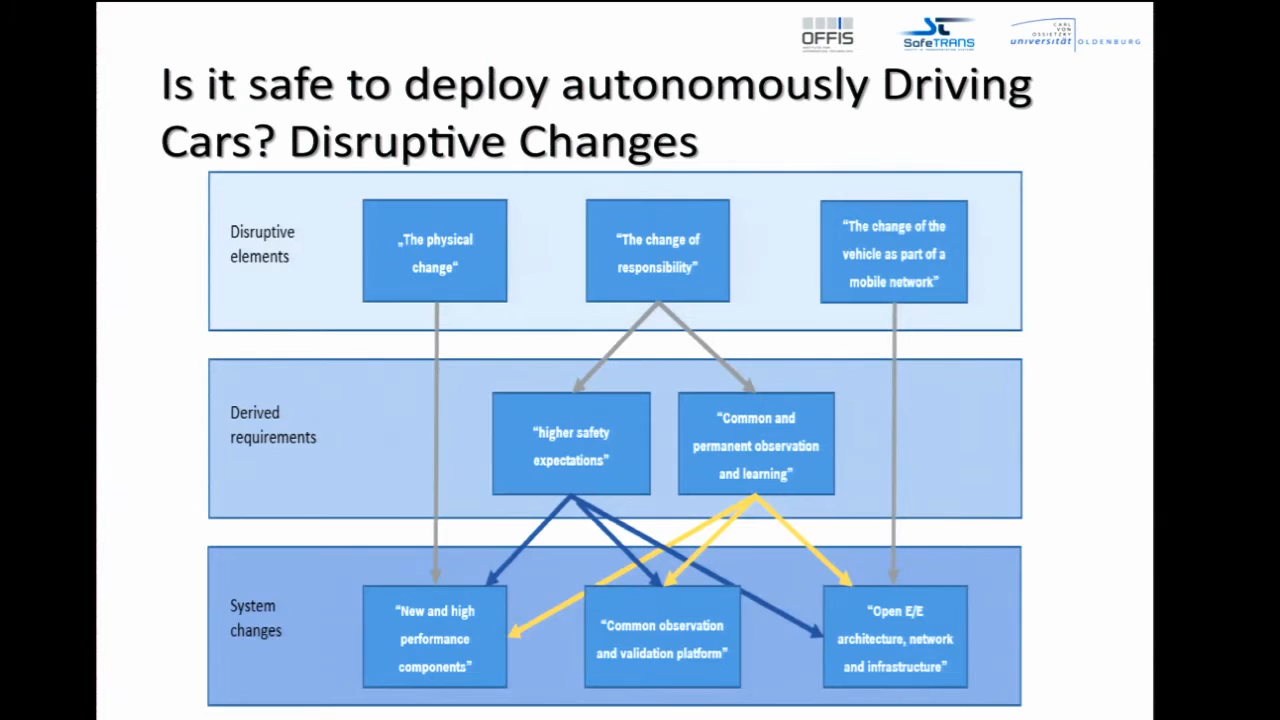 OFFIS
SafeTRANS
CARL
VON
OSSIETZKY
universität OLDENBURG
Is it safe to deploy autonomously Driving
Cars? Disruptive Changes
Disruptive
elements
„The physical
change“
“The change of
responsibility”
“The change of the
vehicle as part of a
mobile network”
Derived
requirements
“higher safety
expectations”
“Common and
permanent observation
and learning”
System
changes
“New and high
performance
components”
“Common observation
and validation platform”
“Open E/E
architecture, network
and infrastructure”